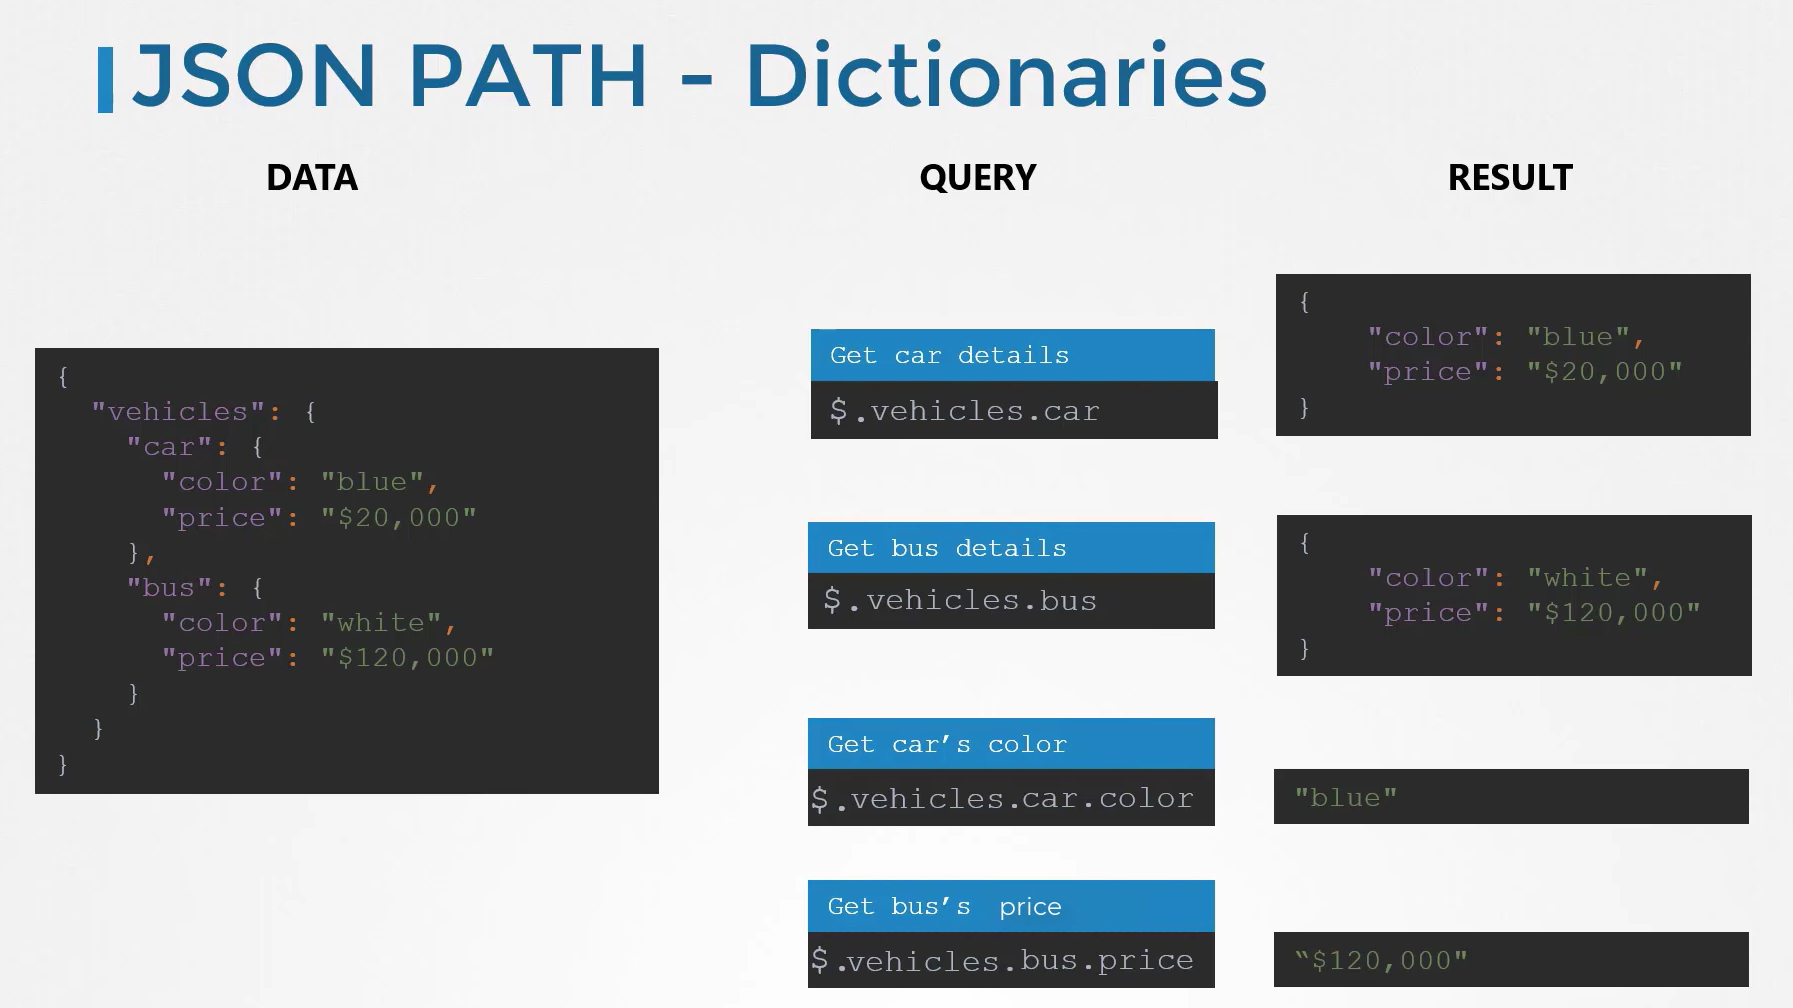 JSON PATH - Dictionaries
DATA
{
"vehicles": {
"car": {
"color": "blue",
"price": "$20,000"
},
"bus": {
"color": "white",
"price": "$120,000"
}
}
}
QUERY
Get car details
$.vehicles.car
Get bus details
$.vehicles.bus
Get car’s color
$.vehicles.car.color
Get bus’s price
$.vehicles.bus.price
RESULT
{
"color": "blue",
"price": "$20,000"
}
{
"color": "white",
"price": "$120,000"
}
"blue"
“$120,000"